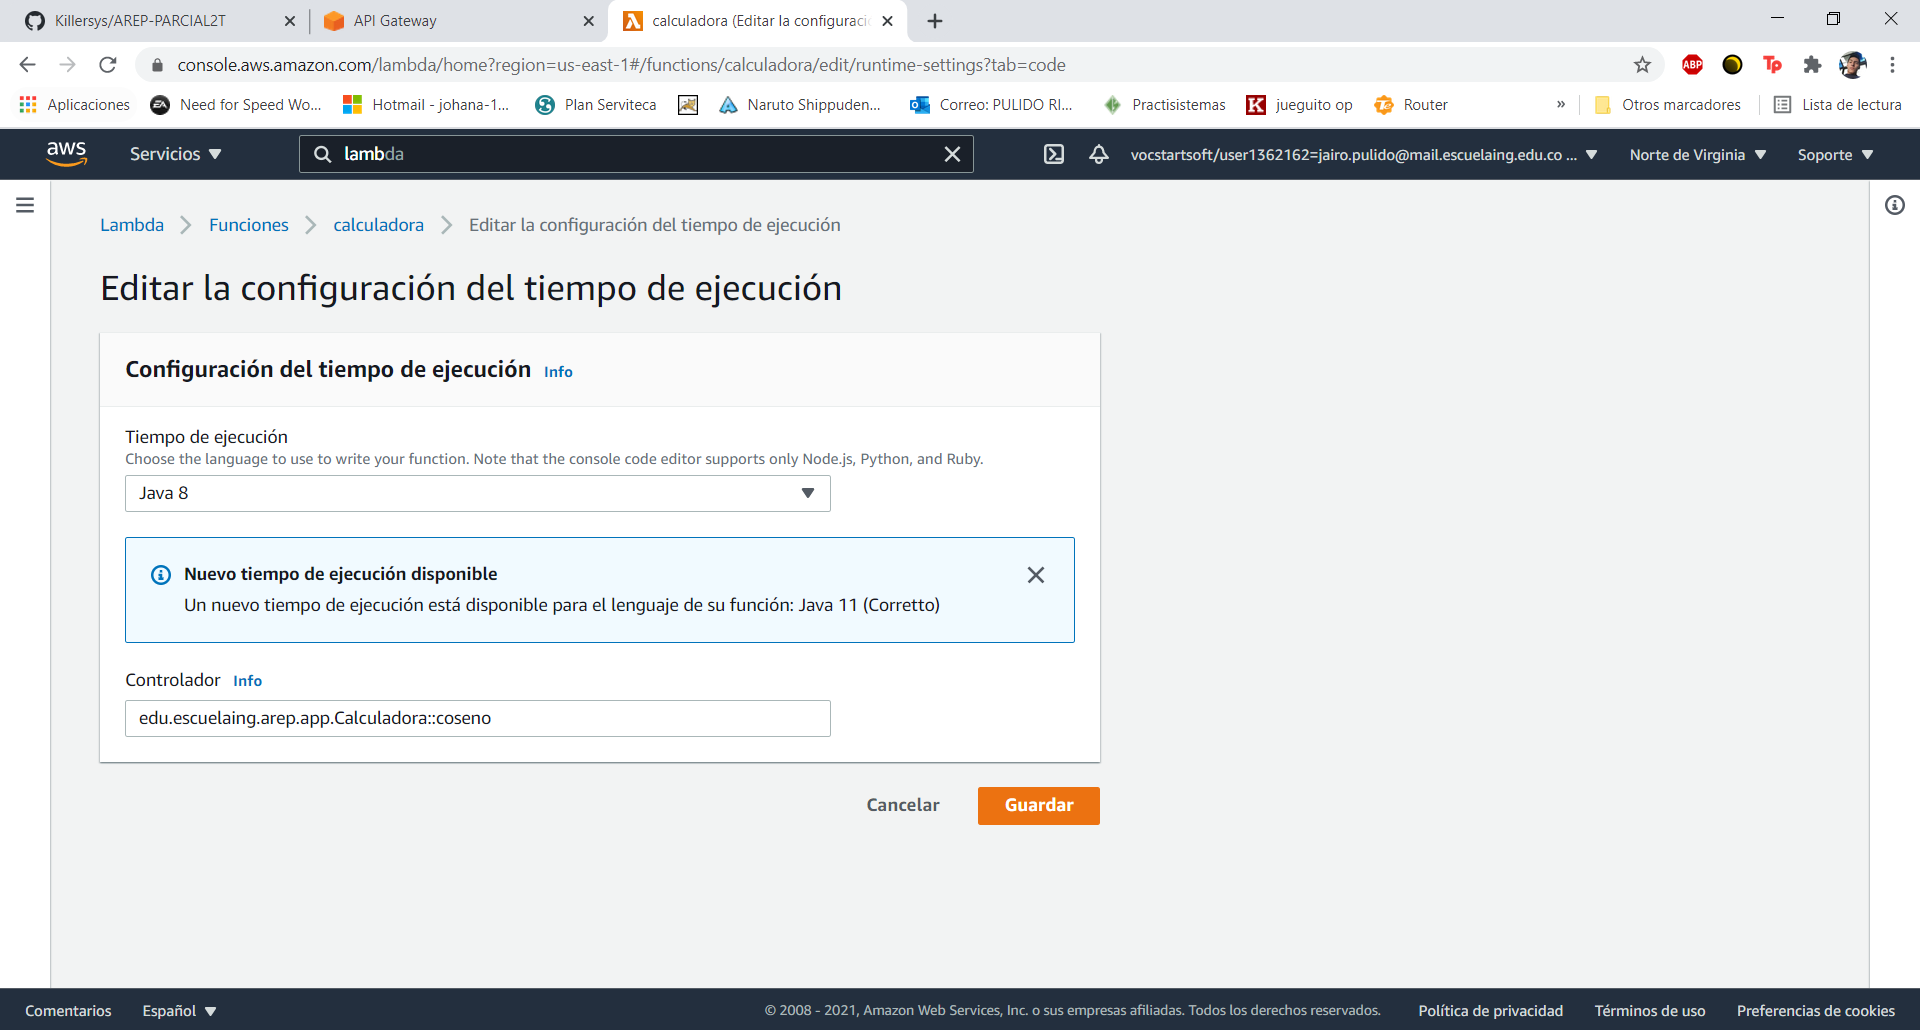 Killersys/AREP-PARCIAL2T
API Gateway
calculadora (Editar la configuraci
console.aws.amazon.com/lambda/home?region=us-east-1#/functions/calculadora/edit/runtime-settings?tab=code
ABP
Tp
Aplicaciones
EA
Need for Speed Wo...
Hotmail - johana-1...
Plan Serviteca
Naruto Shippuden...
Correo: PULIDO RI...
Practisistemas
K
jueguito op
Router
»
Otros marcadores
Lista de lectura
aws
Servicios
lambda
vocstartsoft/user1362162=jairo.pulido@mail.escuelaing.edu.co ...
Norte de Virginia
Soporte
Lambda
Funciones
calculadora
Editar la configuración del tiempo de ejecución
Editar la configuración del tiempo de ejecución
Configuración del tiempo de ejecución Info
Tiempo de ejecución
Choose the language to use to write your function. Note that the console code editor supports only Node.js, Python, and Ruby.
Java 8
Nuevo tiempo de ejecución disponible
Un nuevo tiempo de ejecución está disponible para el lenguaje de su función: Java 11 (Corretto)
Controlador Info
edu.escuelaing.arep.app.Calculadora::coseno
Cancelar
Guardar
Comentarios
Español
© 2008 - 2021, Amazon Web Services, Inc. o sus empresas afiliadas. Todos los derechos reservados.
Política de privacidad
Términos de uso
Preferencias de cookies